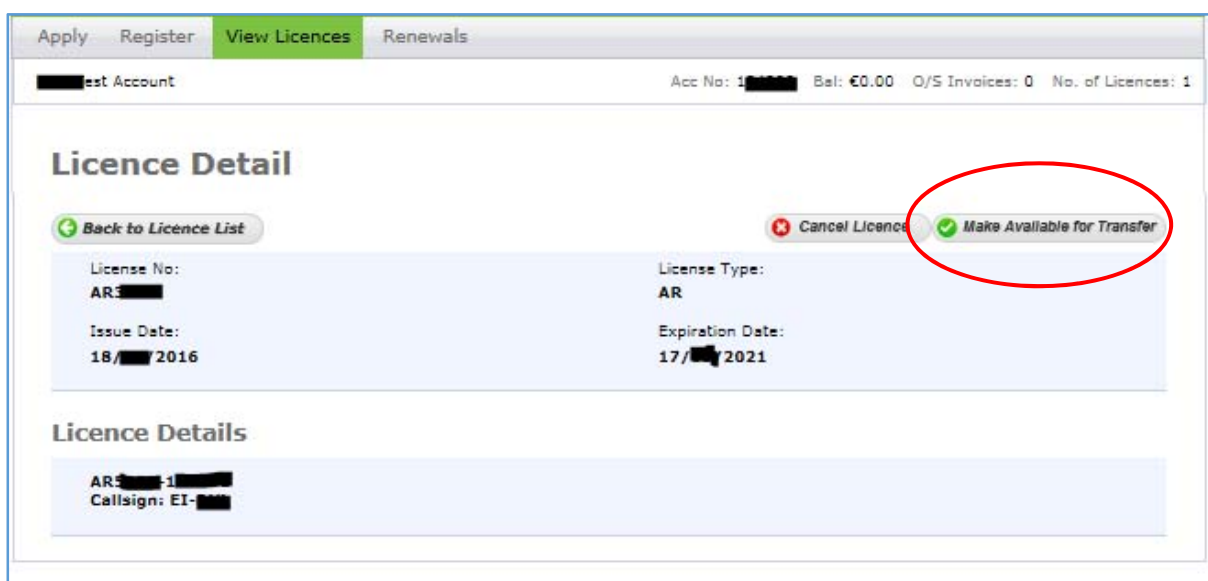 Apply Register View Licences Renewals
est Account Acc No: 1 Bal: €0.00 O/S Invoices: 0 No. of Licences: 1
Licence Detail
Back to Licence List Cancel Licence Make Available for Transfer
License No: License Type:
AR3 AR
Issue Date: Expiration Date:
18/ /2016 17/ /2021
Licence Details
AR -1
Callsign: EI-